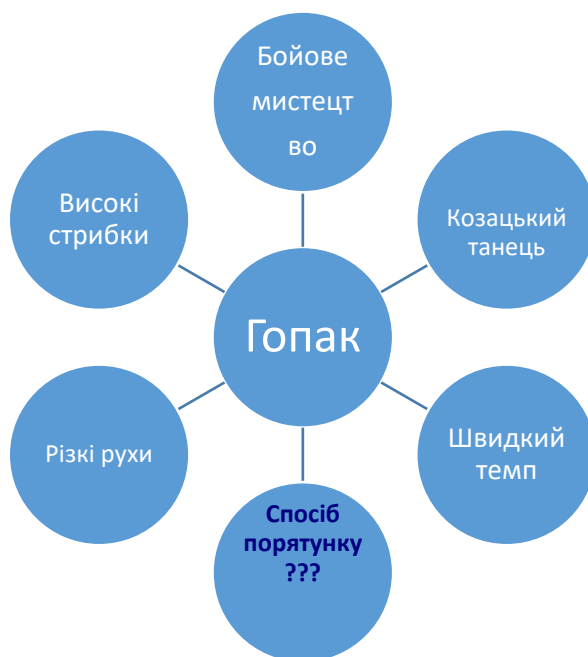 Бойове
мистецт
во
Високі
стрибки
Козацький
танець
Гопак
Різкі рухи
Швидкий
темп
Спосіб
порятунку
???